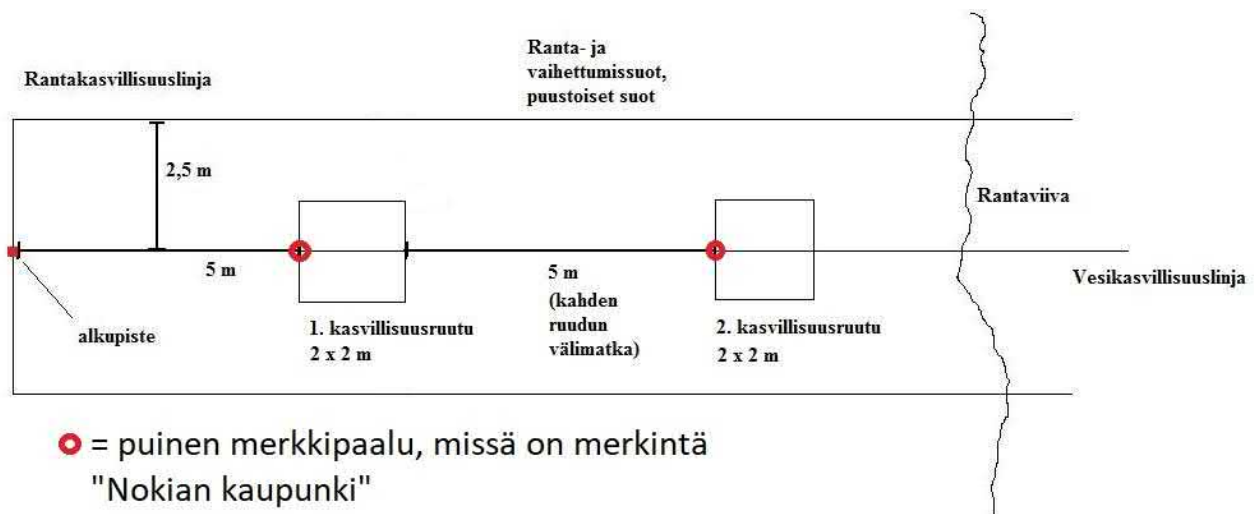 Rantakasvillisuuslinja
Ranta- ja
vaihettumissuot,
puustoiset suot
2,5 m
Rantaviiva
5 m
5 m
(kahden
ruudun
välimatka)
Vesikasvillisuuslinja
alkupiste
1. kasvillisuusruutu
2 x 2 m
2. kasvillisuusruutu
2 x 2 m
= puinen merkkipaalu, missä on merkintä
"Nokian kaupunki"